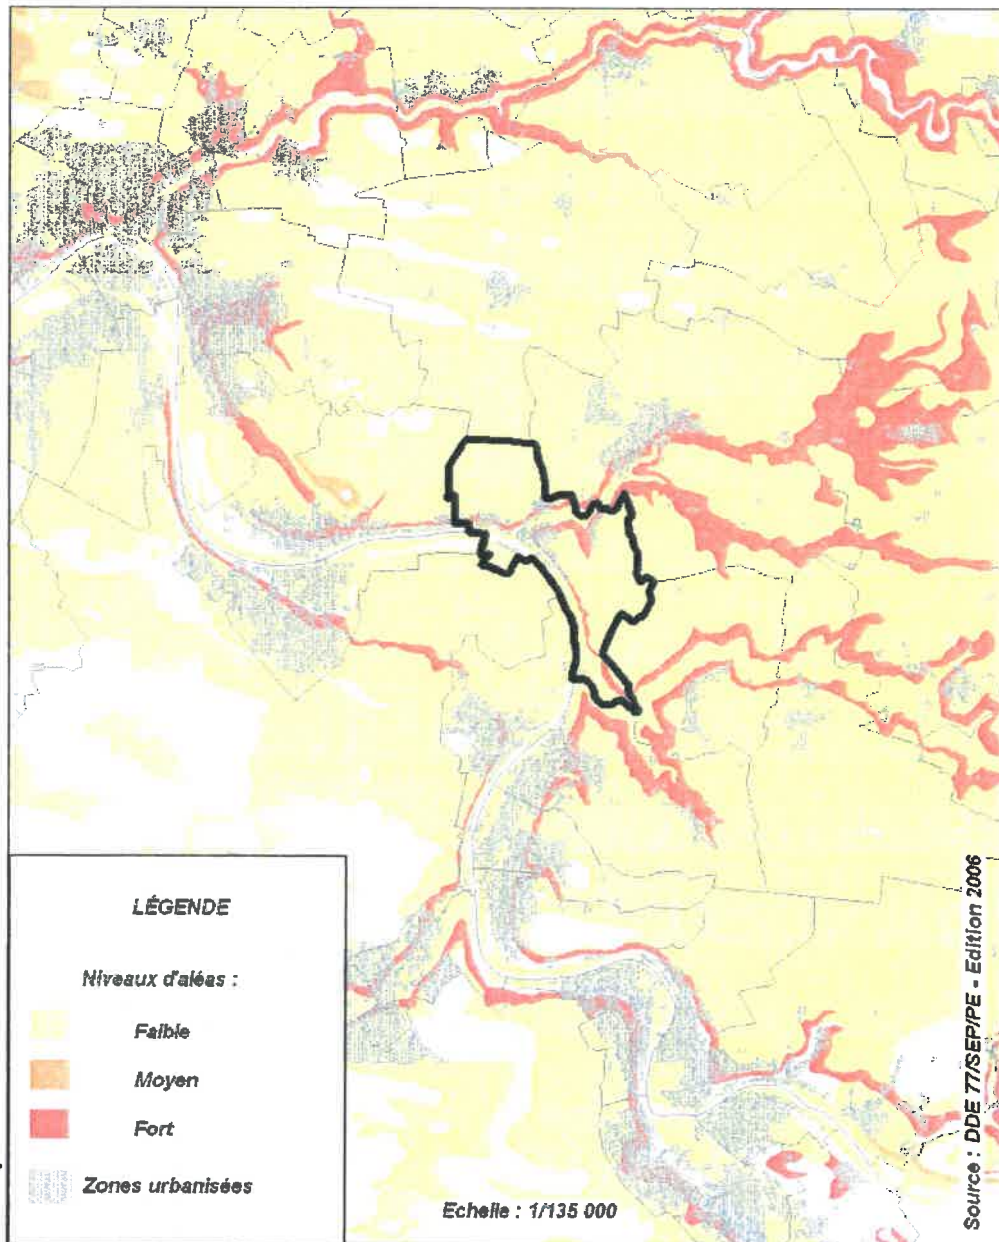 LÉGENDE
Niveaux d'aléas :
Faible
Moyen
Fort
Zones urbanisées
Echelle : 1/135 000
Source : DDE 77/SEP/PE - Edition 2006